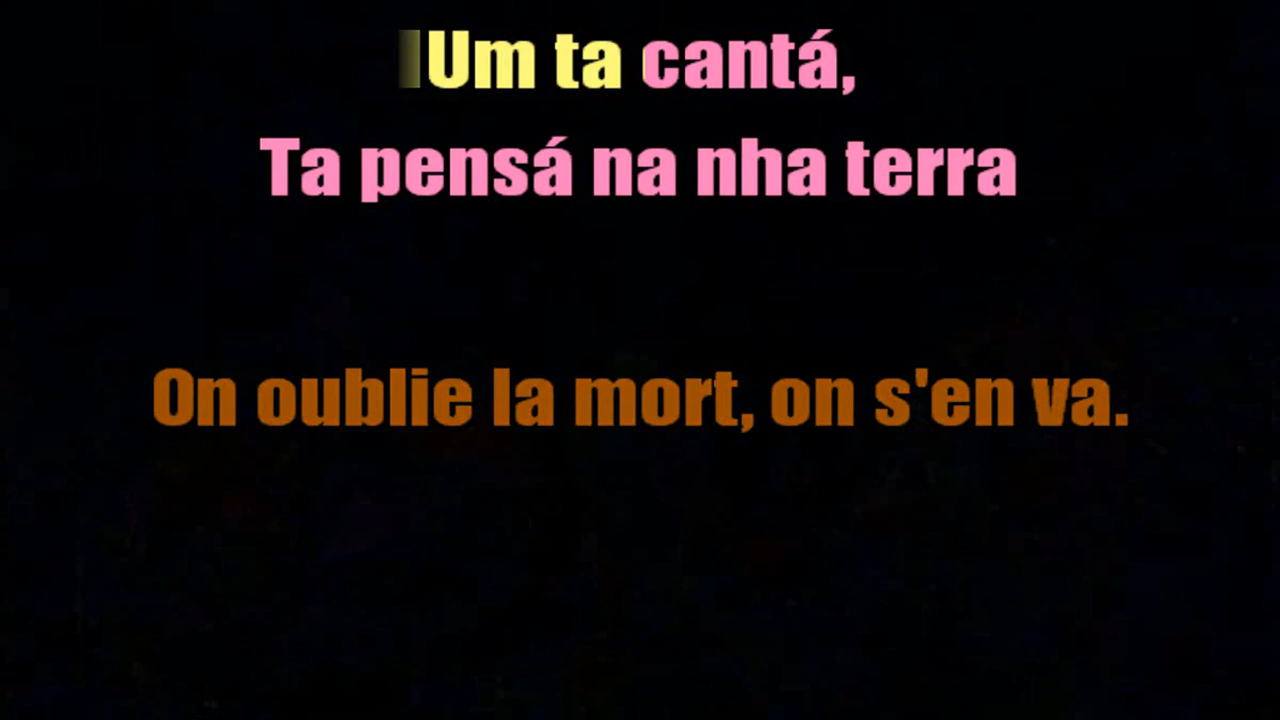 Um ta cantá,
Ta pensá na nha terra
On oublie la mort, on s'en va.